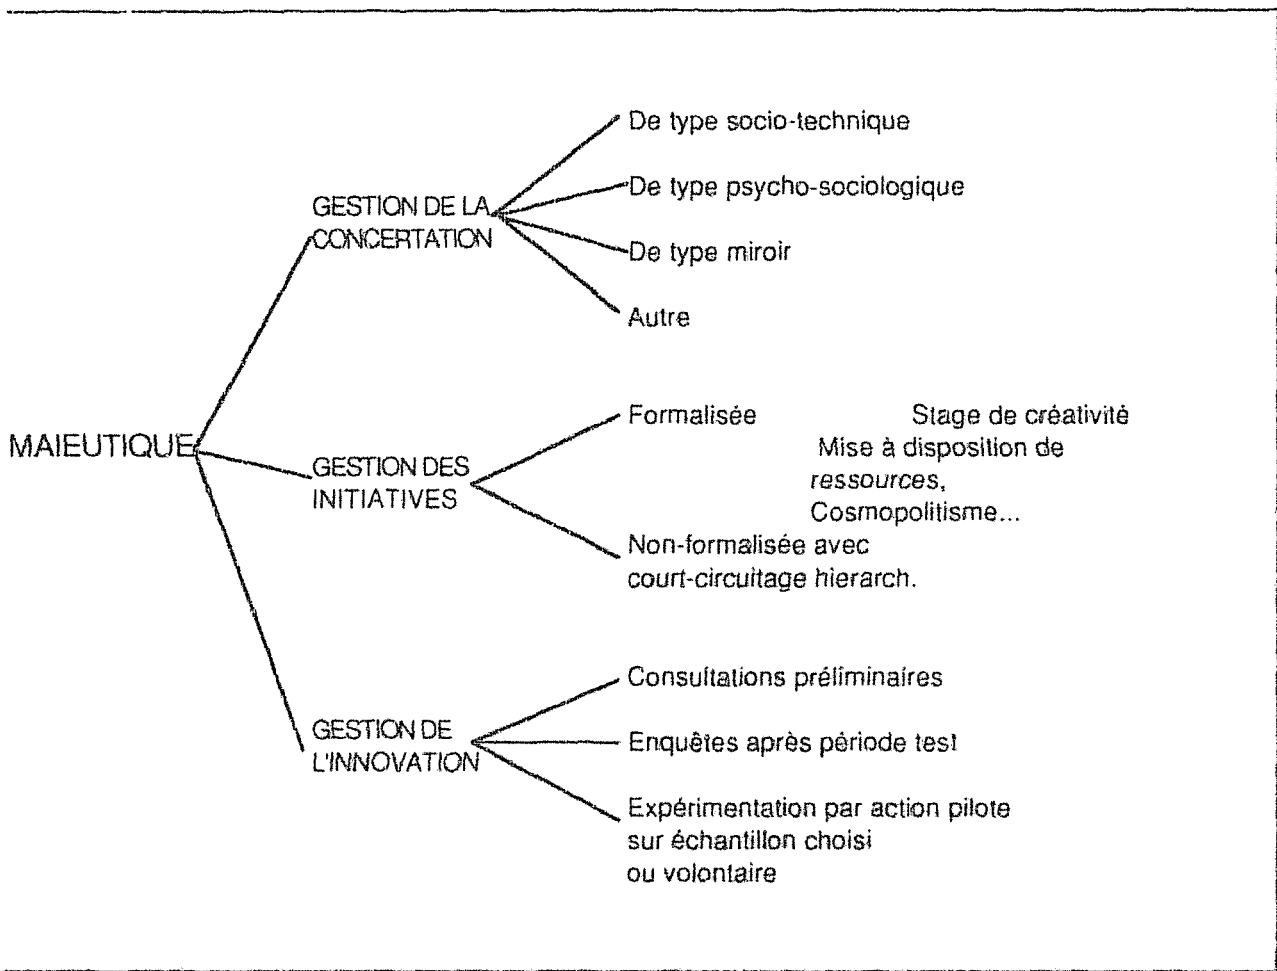 De type socio-technique
De type psycho-sociologique
GESTION DE LA
CONCERTATION
De type miroir
Autre
MAIEUTIQUE
Formalisée
Stage de créativité
Mise à disposition de
ressources,
Cosmopolitisme...
GESTION DES
INITIATIVES
Non-formalisée avec
court-circuitage hierarch.
Consultations préliminaires
GESTION DE
L'INNOVATION
Enquêtes après période test
Expérimentation par action pilote
sur échantillon choisi
ou volontaire